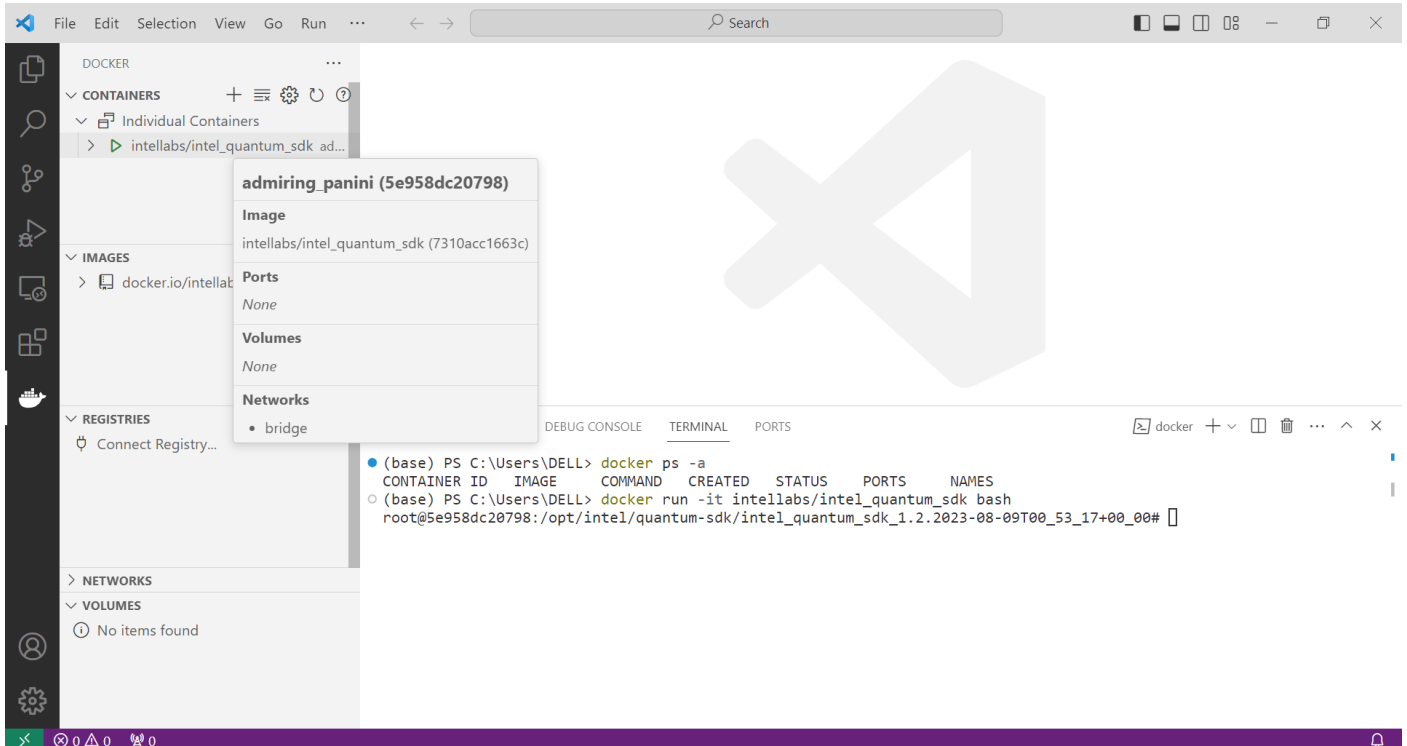 File Edit Selection View Go Run ··· Search
DOCKER ···
CONTAINERS
Individual Containers
intellabs/intel_quantum_sdk ad...
admiring_panini (5e958dc20798)
Image
intellabs/intel_quantum_sdk (7310acc1663c)
Ports
None
Volumes
None
Networks
• bridge
IMAGES
docker.io/intellab
REGISTRIES
Connect Registry...
NETWORKS
VOLUMES
No items found
DEBUG CONSOLE TERMINAL PORTS docker
(base) PS C:\Users\DELL> docker ps -a
CONTAINER ID IMAGE COMMAND CREATED STATUS PORTS NAMES
(base) PS C:\Users\DELL> docker run -it intellabs/intel_quantum_sdk bash
root@5e958dc20798:/opt/intel/quantum-sdk/intel_quantum_sdk_1.2.2023-08-09T00_53_17+00_00#
0 0 0